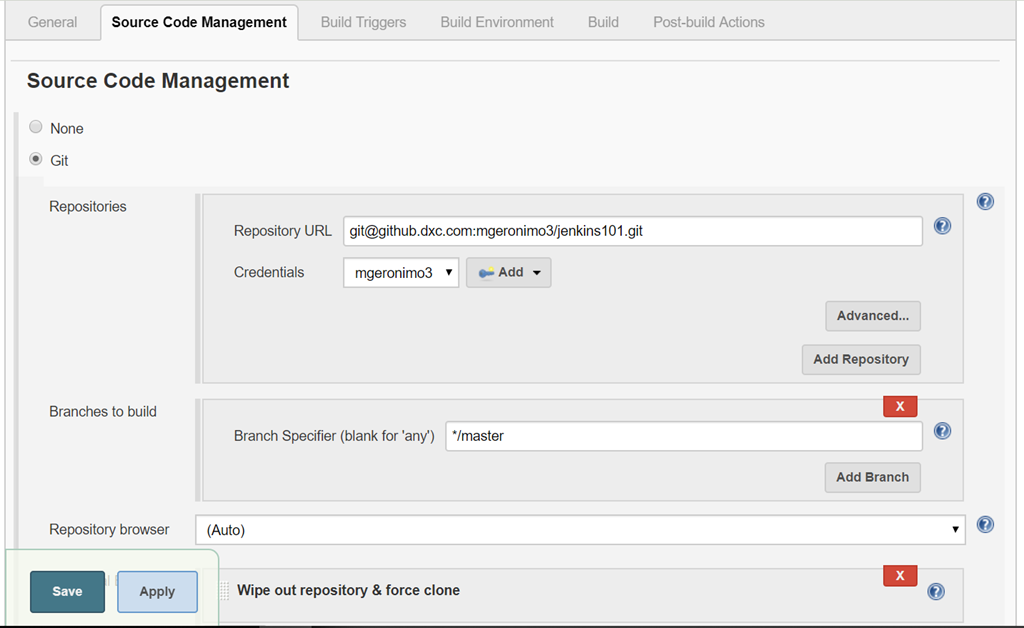 General Source Code Management Build Triggers Build Environment Build Post-build Actions
Source Code Management
None
Git
Repositories
Repository URL git@github.dxc.com:mgeronimo3/jenkins101.git
Credentials mgeronimo3 Add
Advanced...
Add Repository
Branches to build
X
Branch Specifier (blank for 'any') */master
Add Branch
Repository browser (Auto)
X
Save Apply Wipe out repository & force clone